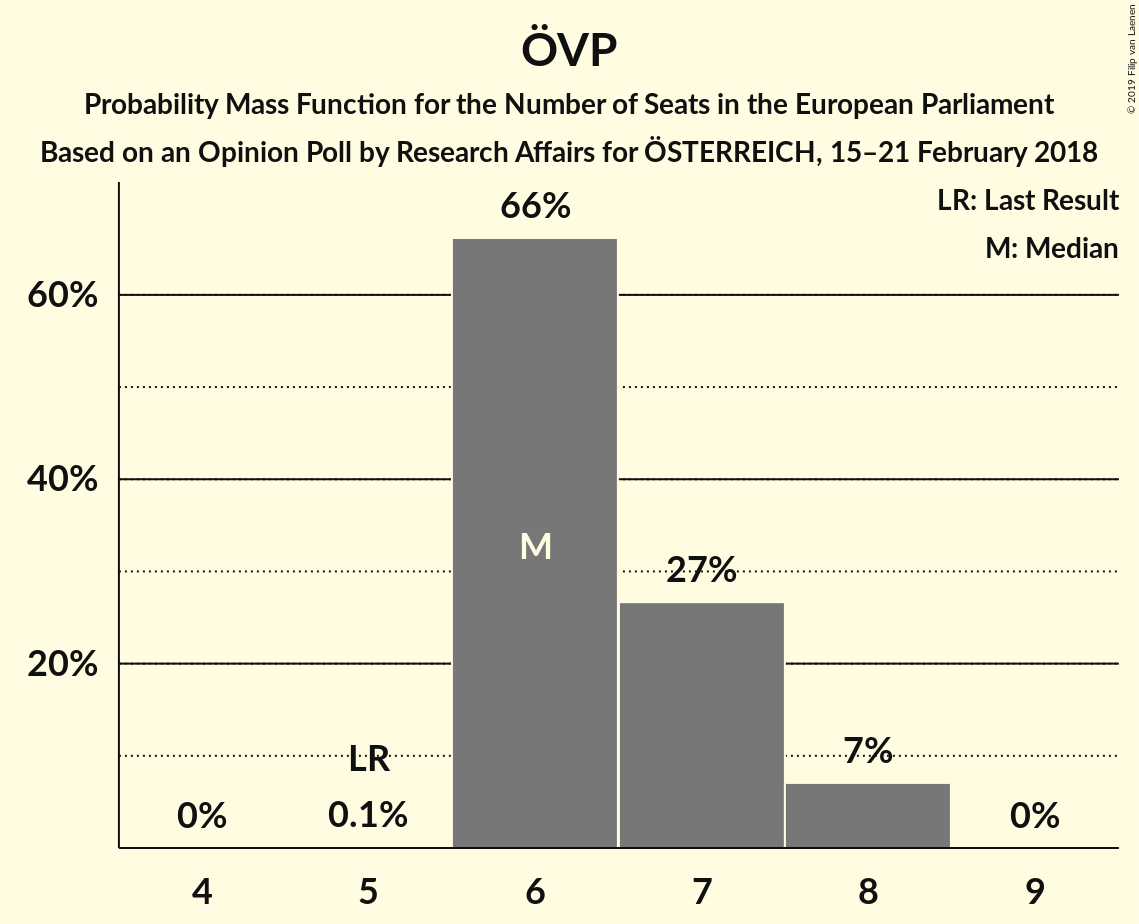 ÖVP
Probability Mass Function for the Number of Seats in the European Parliament
Based on an Opinion Poll by Research Affairs for ÖSTERREICH, 15–21 February 2018
© 2019 Filip van Laenen
LR: Last Result
M: Median
66%
60%
40%
M
27%
20%
LR
7%
0%
0.1%
0%
4
5
6
7
8
9